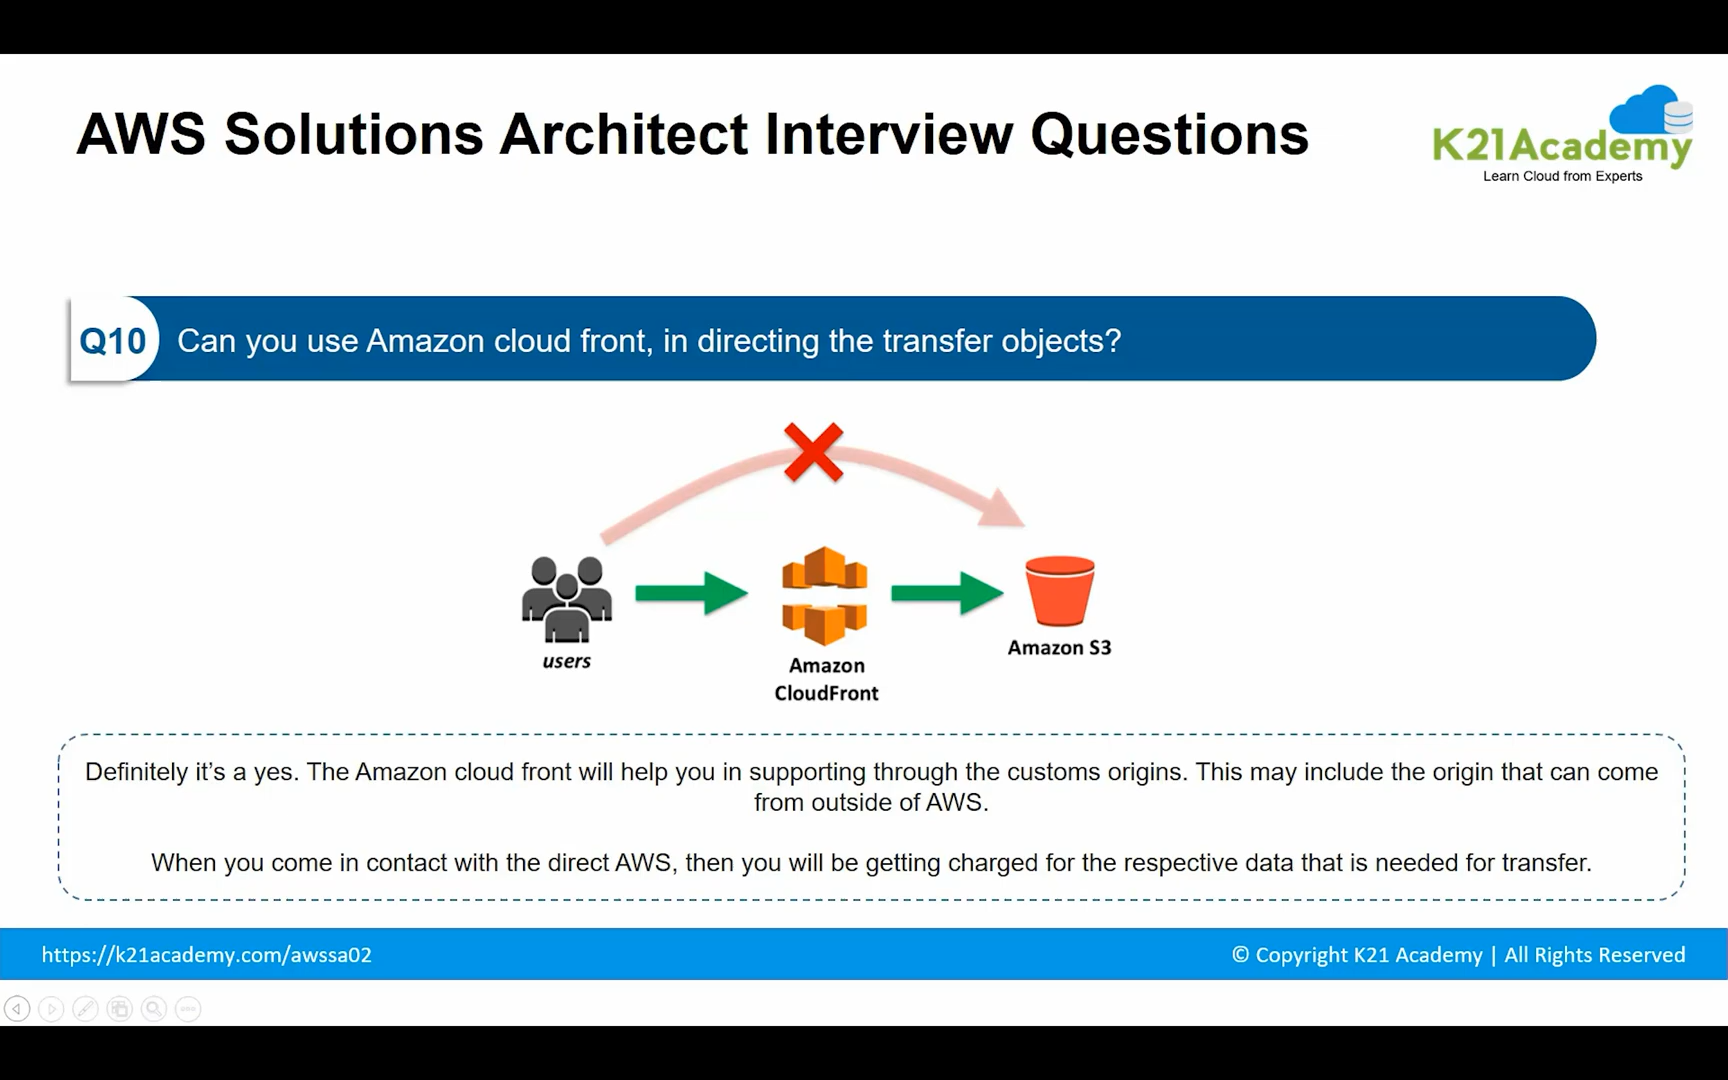 AWS Solutions Architect Interview Questions
K21Academy
Learn Cloud from Experts
Q10 Can you use Amazon cloud front, in directing the transfer objects?
users
Amazon
CloudFront
Amazon S3
Definitely it’s a yes. The Amazon cloud front will help you in supporting through the customs origins. This may include the origin that can come
from outside of AWS.
When you come in contact with the direct AWS, then you will be getting charged for the respective data that is needed for transfer.
https://k21academy.com/awssa02
© Copyright K21 Academy | All Rights Reserved